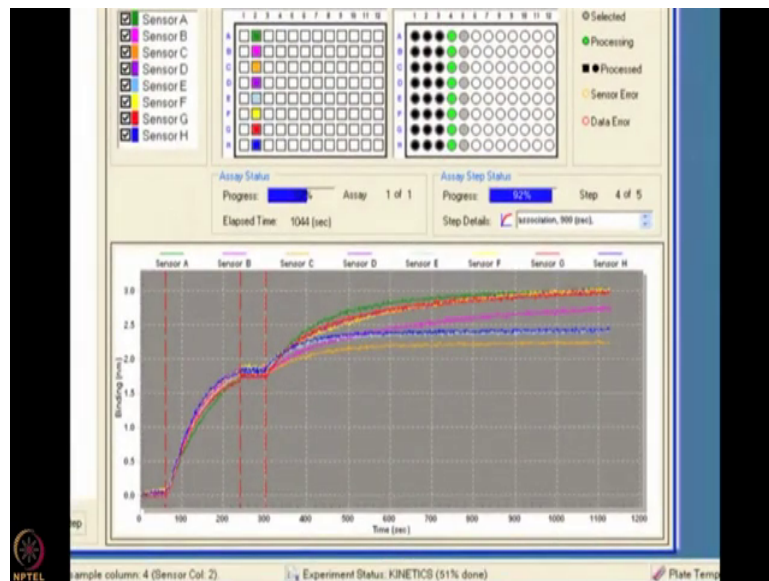 Sensor A
Sensor B
Sensor C
Sensor D
Sensor E
Sensor F
Sensor G
Sensor H
1 2 3 4 5 6 7 8 9 10 11 12
A
B
C
D
E
F
G
H
1 2 3 4 5 6 7 8 9 10 11 12
A
B
C
D
E
F
G
H
Selected
Processing
Processed
Sensor Error
Data Error
Assay Status
Progress: Assay 1 of 1
Elapsed Time: 1044 (sec)
Assay Step Status
Progress: 92% Step 4 of 5
Step Details: association, 900 (sec),
Sensor A Sensor B Sensor C Sensor D Sensor E Sensor F Sensor G Sensor H
Binding (nm)
3.0
2.5
2.0
1.5
1.0
0.5
0.0
0 100 200 300 400 500 600 700 800 900 1000 1100 1200
Time (sec)
ep
NPTEL
sample column: 4 (Sensor Col: 2) Experiment Status: KINETICS (51% done) Plate Temp